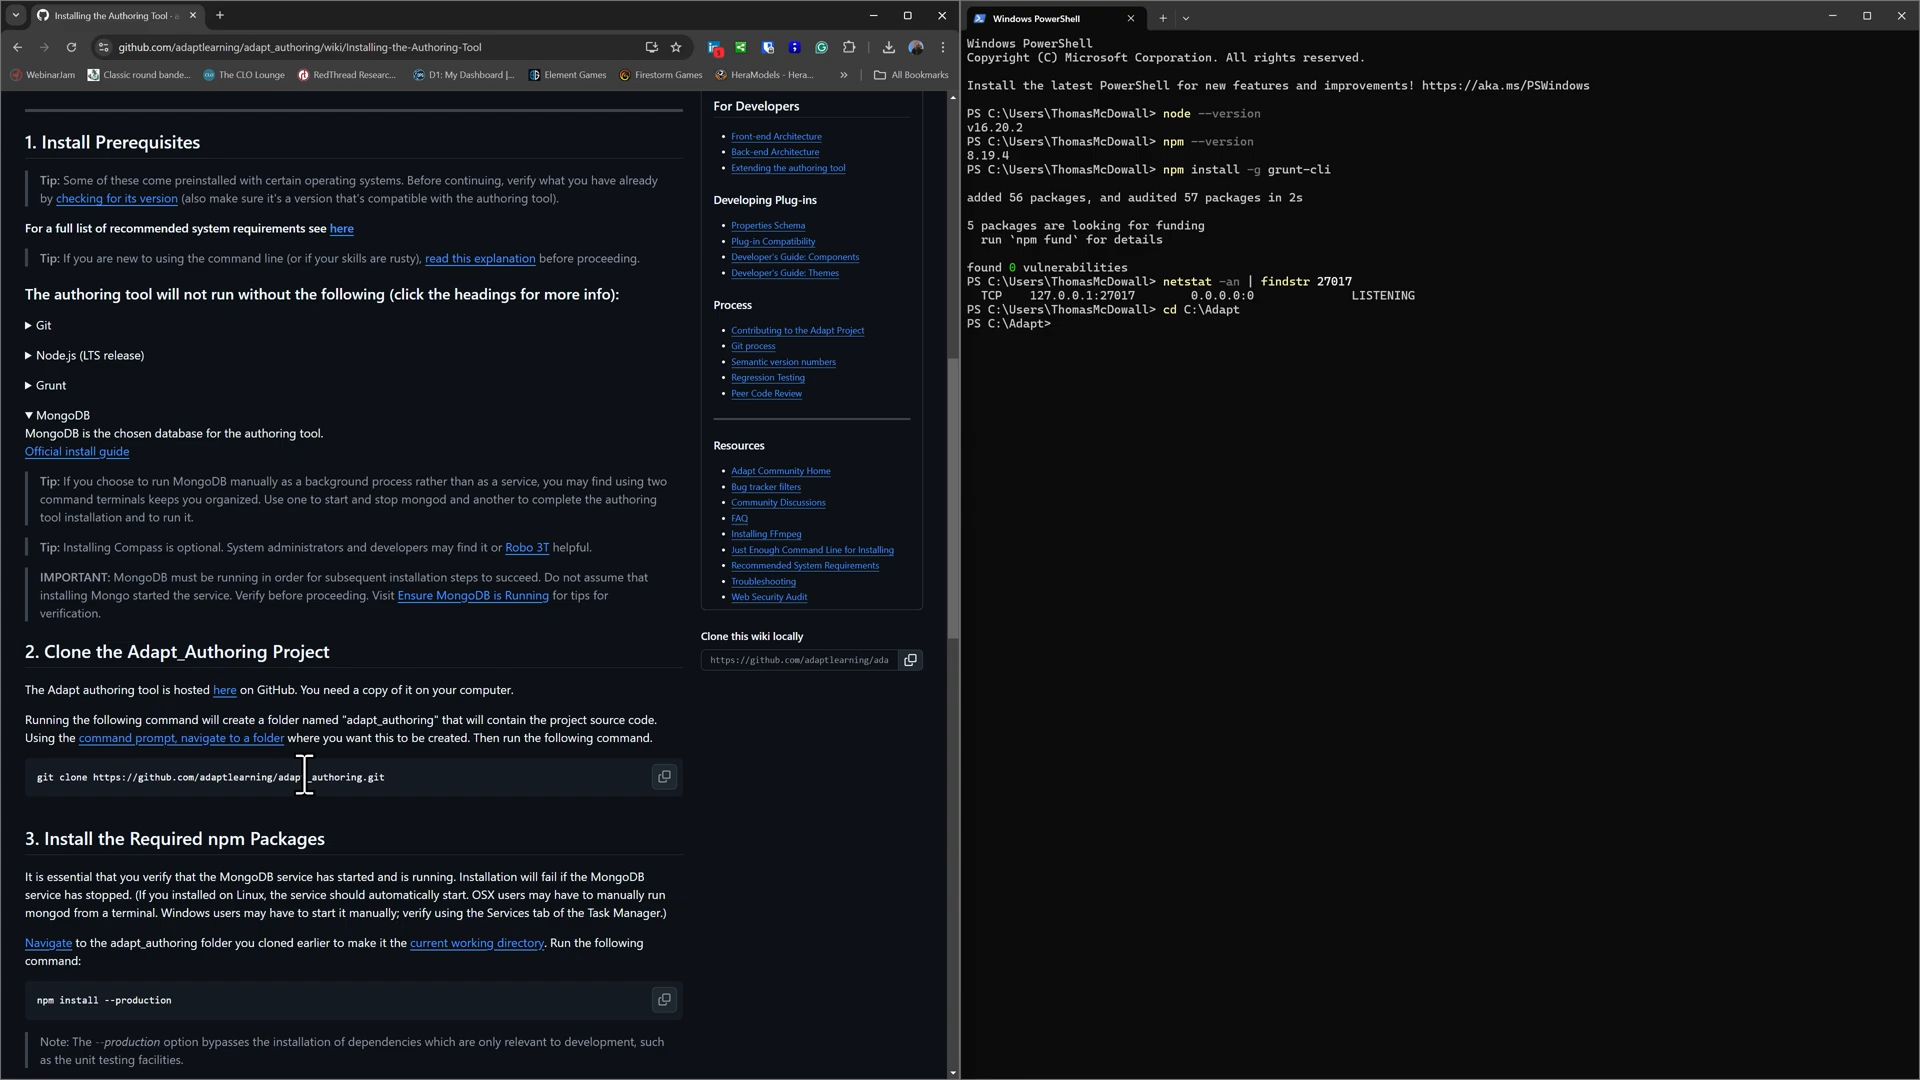 Installing the Authoring Tool · a
github.com/adaptlearning/adapt_authoring/wiki/Installing-the-Authoring-Tool
WebinarJam
Classic round bande...
The CLO Lounge
RedThread Researc...
D1: My Dashboard |...
Element Games
Firestorm Games
HeraModels - Hera...
»
All Bookmarks
1. Install Prerequisites
Tip: Some of these come preinstalled with certain operating systems. Before continuing, verify what you have already
by checking for its version (also make sure it's a version that's compatible with the authoring tool).
For a full list of recommended system requirements see here
Tip: If you are new to using the command line (or if your skills are rusty), read this explanation before proceeding.
The authoring tool will not run without the following (click the headings for more info):
Git
Node.js (LTS release)
Grunt
MongoDB
MongoDB is the chosen database for the authoring tool.
Official install guide
Tip: If you choose to run MongoDB manually as a background process rather than as a service, you may find using two
command terminals keeps you organized. Use one to start and stop mongod and another to complete the authoring
tool installation and to run it.
Tip: Installing Compass is optional. System administrators and developers may find it or Robo 3T helpful.
IMPORTANT: MongoDB must be running in order for subsequent installation steps to succeed. Do not assume that
installing Mongo started the service. Verify before proceeding. Visit Ensure MongoDB is Running for tips for
verification.
2. Clone the Adapt_Authoring Project
The Adapt authoring tool is hosted here on GitHub. You need a copy of it on your computer.
Running the following command will create a folder named "adapt_authoring" that will contain the project source code.
Using the command prompt, navigate to a folder where you want this to be created. Then run the following command.
git clone https://github.com/adaptlearning/adapt_authoring.git
3. Install the Required npm Packages
It is essential that you verify that the MongoDB service has started and is running. Installation will fail if the MongoDB
service has stopped. (If you installed on Linux, the service should automatically start. OSX users may have to manually run
mongod from a terminal. Windows users may have to start it manually; verify using the Services tab of the Task Manager.)
Navigate to the adapt_authoring folder you cloned earlier to make it the current working directory. Run the following
command:
npm install --production
Note: The --production option bypasses the installation of dependencies which are only relevant to development, such
as the unit testing facilities.
For Developers
Front-end Architecture
Back-end Architecture
Extending the authoring tool
Developing Plug-ins
Properties Schema
Plug-in Compatibility
Developer's Guide: Components
Developer's Guide: Themes
Process
Contributing to the Adapt Project
Git process
Semantic version numbers
Regression Testing
Peer Code Review
Resources
Adapt Community Home
Bug tracker filters
Community Discussions
FAQ
Installing FFmpeg
Just Enough Command Line for Installing
Recommended System Requirements
Troubleshooting
Web Security Audit
Clone this wiki locally
https://github.com/adaptlearning/ada
Windows PowerShell
Windows PowerShell
Copyright (C) Microsoft Corporation. All rights reserved.
Install the latest PowerShell for new features and improvements! https://aka.ms/PSWindows
PS C:\Users\ThomasMcDowall> node --version
v16.20.2
PS C:\Users\ThomasMcDowall> npm --version
8.19.4
PS C:\Users\ThomasMcDowall> npm install -g grunt-cli
added 56 packages, and audited 57 packages in 2s
5 packages are looking for funding
run `npm fund` for details
found 0 vulnerabilities
PS C:\Users\ThomasMcDowall> netstat -an | findstr 27017
TCP 127.0.0.1:27017 0.0.0.0:0 LISTENING
PS C:\Users\ThomasMcDowall> cd C:\Adapt
PS C:\Adapt>